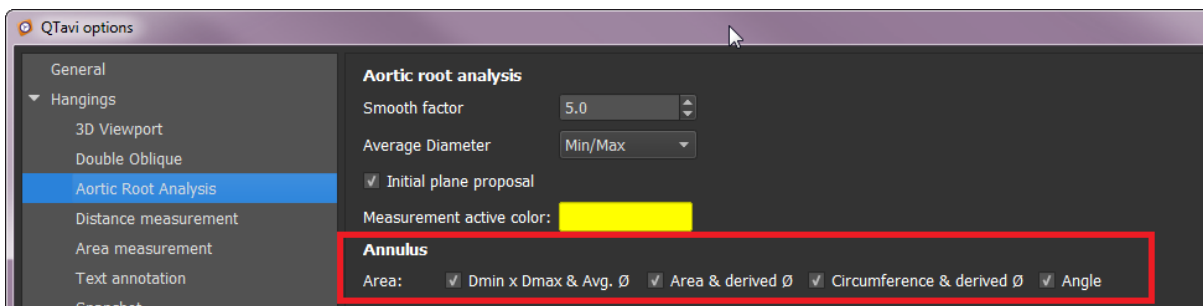 QTavi options
General
Hangings
3D Viewport
Double Oblique
Aortic Root Analysis
Distance measurement
Area measurement
Text annotation
Aortic root analysis
Smooth factor 5.0
Average Diameter Min/Max
Initial plane proposal
Measurement active color:
Annulus
Area: Dmin x Dmax & Avg. Ø Area & derived Ø Circumference & derived Ø Angle